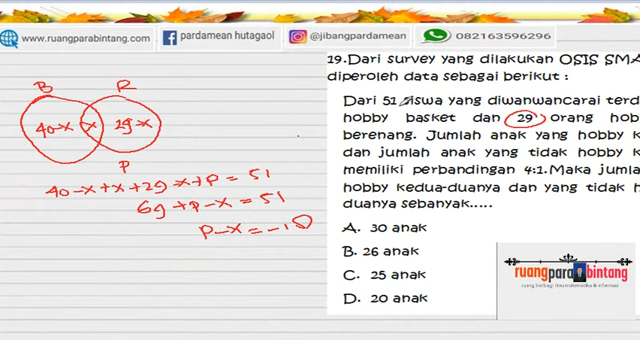 www.ruangparabintang.com
pardamean hutagaol
@jibangpardamean
082163596296
19.Dari survey yang dilakukan OSIS SMA
diperoleh data sebagai berikut :
Dari 51 siswa yang diwanwancarai terd
hobby basket dan 29 orang hob
berenang. Jumlah anak yang hobby k
dan jumlah anak yang tidak hobby k
memiliki perbandingan 4:1.Maka jumla
hobby kedua-duanya dan yang tidak h
duanya sebanyak.....
A. 30 anak
B. 26 anak
C. 25 anak
D. 20 anak
B R
40-x x 29-x
P
40-x+x+29-x+P = 51
69+P-x = 51
P-x = -18
ruangparabintang